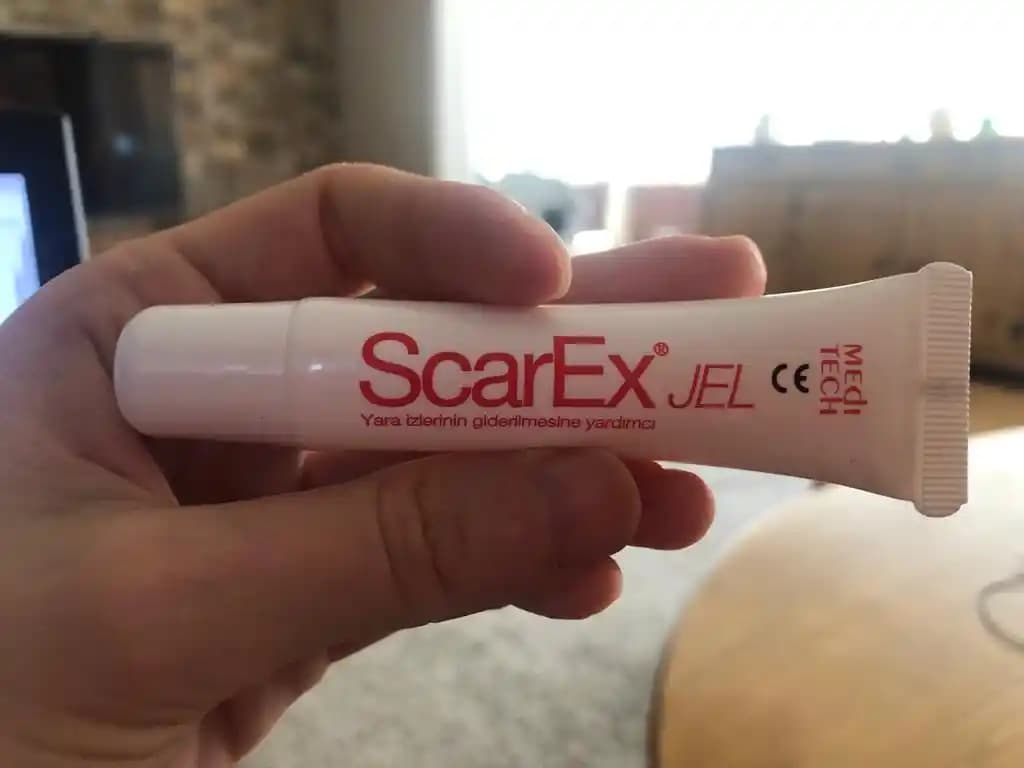 ScarEx® JEL
Yara izlerinin giderilmesine yardımcı
CE
MEdi
TECH